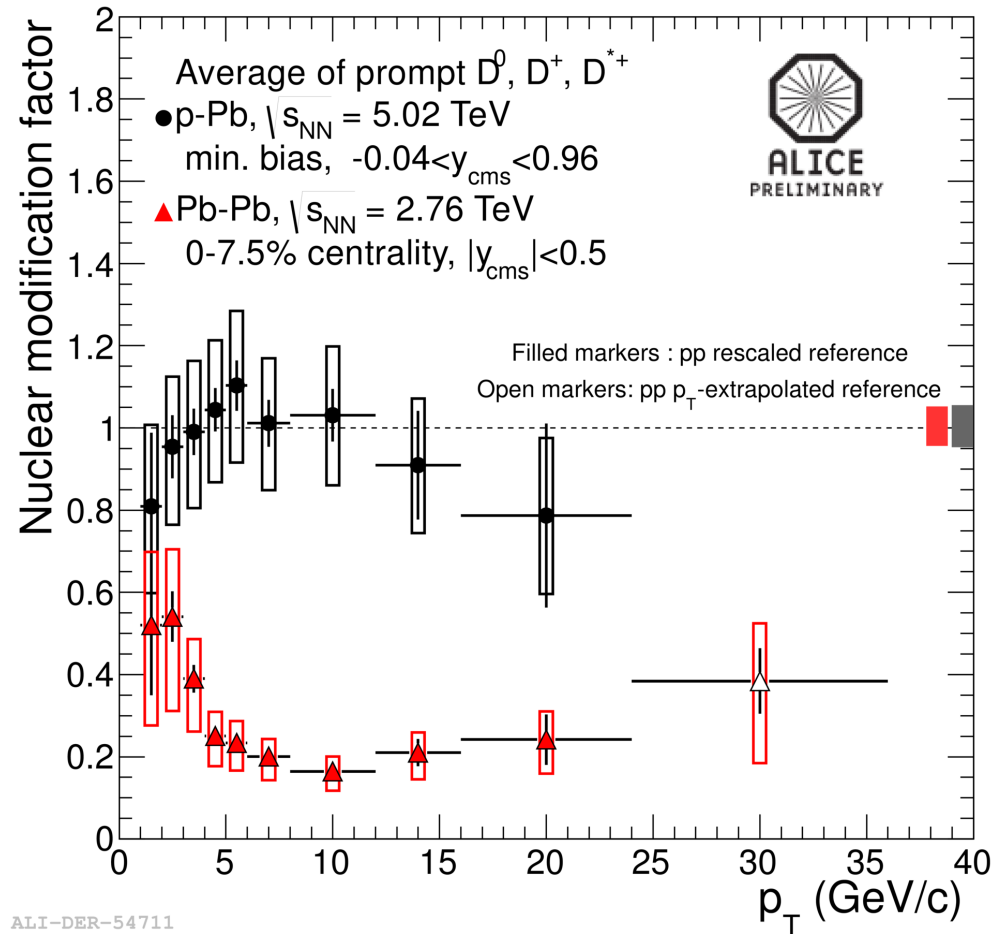 Nuclear modification factor
2
1.8
1.6
1.4
1.2
1
0.8
0.6
0.4
0.2
0
Average of prompt D⁰, D⁺, D*⁺
p-Pb, √sNN = 5.02 TeV
min. bias, -0.04<ycms<0.96
Pb-Pb, √sNN = 2.76 TeV
0-7.5% centrality, |ycms|<0.5
ALICE
PRELIMINARY
Filled markers : pp rescaled reference
Open markers: pp pT-extrapolated reference
0 5 10 15 20 25 30 35 40
pT (GeV/c)
ALI-DER-54711